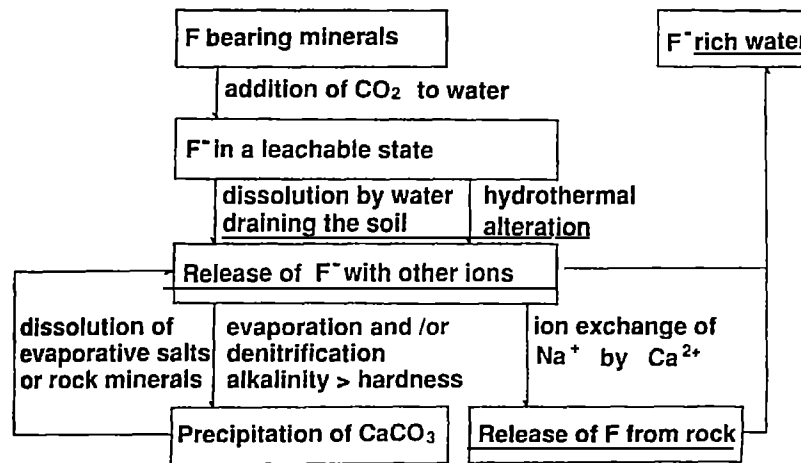 F bearing minerals
F⁻ rich water
addition of CO₂ to water
F⁻ in a leachable state
dissolution by water
draining the soil
hydrothermal
alteration
Release of F⁻ with other ions
dissolution of
evaporative salts
or rock minerals
evaporation and /or
denitrification
alkalinity > hardness
ion exchange of
Na⁺ by Ca²⁺
Precipitation of CaCO₃
Release of F from rock